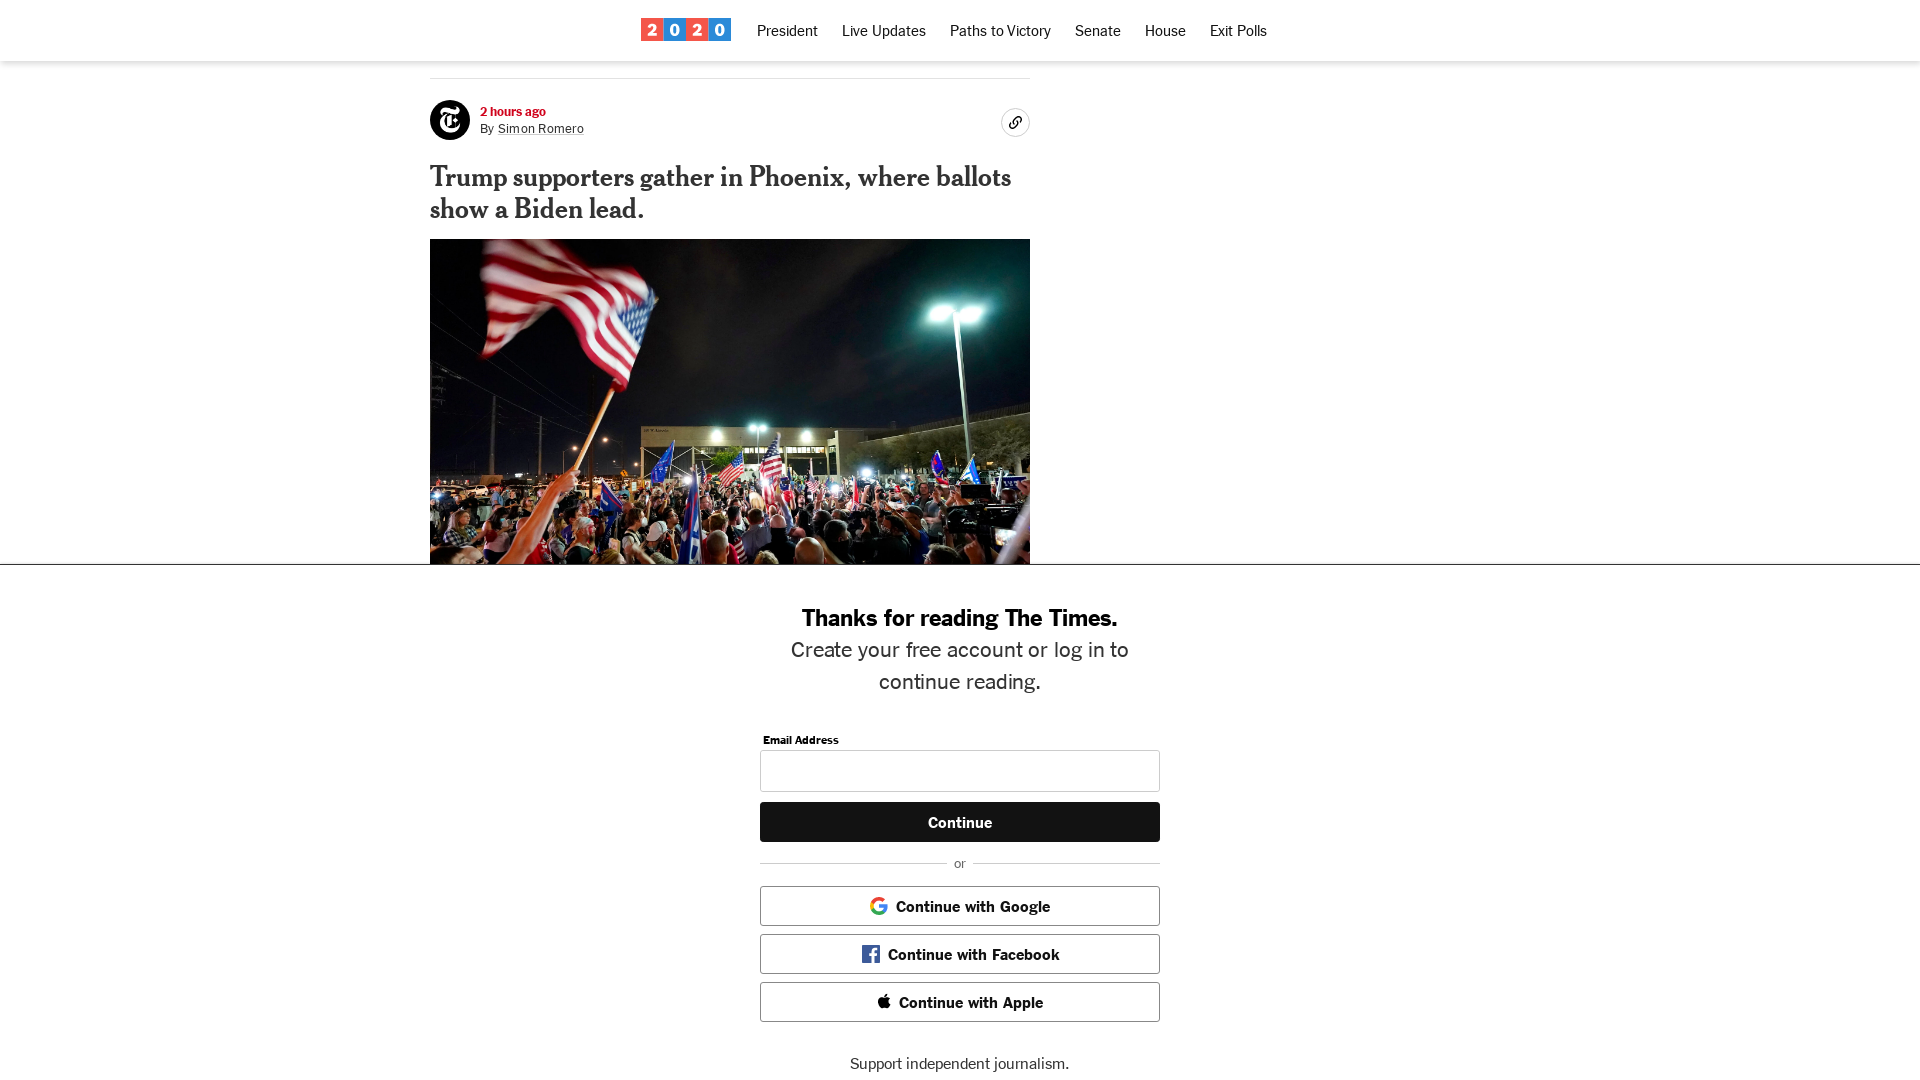 2020 President Live Updates Paths to Victory Senate House Exit Polls
2 hours ago
By Simon Romero
Trump supporters gather in Phoenix, where ballots
show a Biden lead.
Thanks for reading The Times.
Create your free account or log in to
continue reading.
Email Address
Continue
or
Continue with Google
Continue with Facebook
Continue with Apple
Support independent journalism.